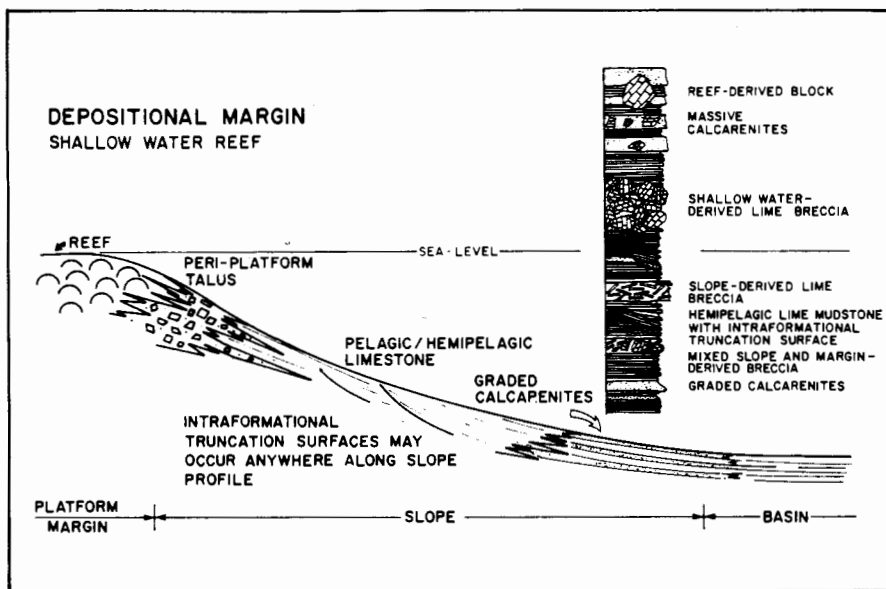 DEPOSITIONAL MARGIN
SHALLOW WATER REEF
REEF
SEA-LEVEL
PERI-PLATFORM
TALUS
PELAGIC/HEMIPELAGIC
LIMESTONE
GRADED
CALCARENITES
INTRAFORMATIONAL
TRUNCATION SURFACES MAY
OCCUR ANYWHERE ALONG SLOPE
PROFILE
PLATFORM
MARGIN
SLOPE
BASIN
REEF-DERIVED BLOCK
MASSIVE
CALCARENITES
SHALLOW WATER-
DERIVED LIME BRECCIA
SLOPE-DERIVED LIME
BRECCIA
HEMIPELAGIC LIME MUDSTONE
WITH INTRAFORMATIONAL
TRUNCATION SURFACE
MIXED SLOPE AND MARGIN-
DERIVED BRECCIA
GRADED CALCARENITES